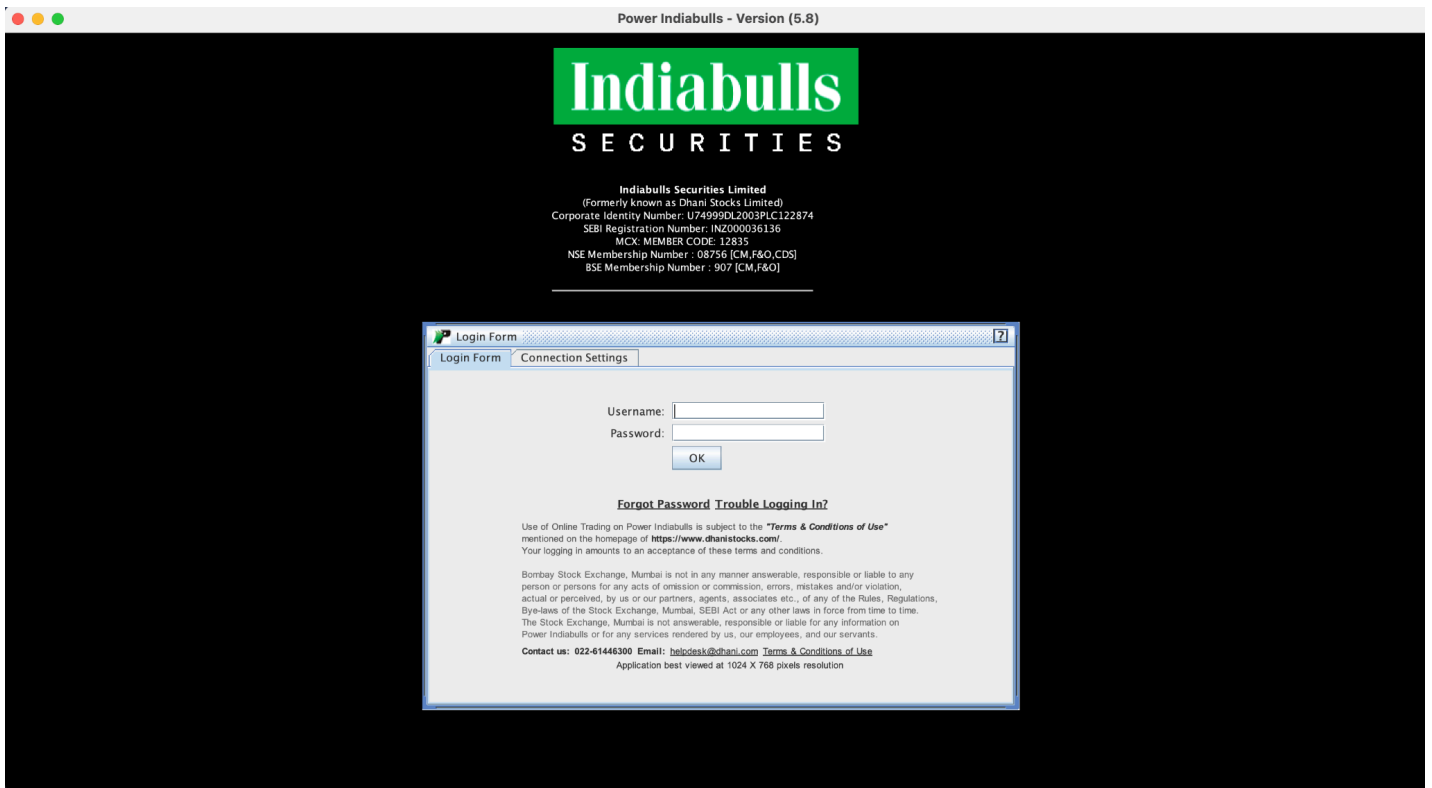 Power Indiabulls - Version (5.8)
Indiabulls
SECURITIES
Indiabulls Securities Limited
(Formerly known as Dhani Stocks Limited)
Corporate Identity Number: U74999DL2003PLC122874
SEBI Registration Number: INZ000036136
MCX: MEMBER CODE: 12835
NSE Membership Number : 08756 [CM,F&O,CDS]
BSE Membership Number : 907 [CM,F&O]
Login Form ?
Login Form Connection Settings
Username:
Password:
OK
Forgot Password Trouble Logging In?
Use of Online Trading on Power Indiabulls is subject to the "Terms & Conditions of Use"
mentioned on the homepage of https://www.dhanistocks.com/.
Your logging in amounts to an acceptance of these terms and conditions.
Bombay Stock Exchange, Mumbai is not in any manner answerable, responsible or liable to any
person or persons for any acts of omission or commission, errors, mistakes and/or violation,
actual or perceived, by us or our partners, agents, associates etc., of any of the Rules, Regulations,
Bye-laws of the Stock Exchange, Mumbai, SEBI Act or any other laws in force from time to time.
The Stock Exchange, Mumbai is not answerable, responsible or liable for any information on
Power Indiabulls or for any services rendered by us, our employees, and our servants.
Contact us: 022-61446300 Email: helpdesk@dhani.com Terms & Conditions of Use
Application best viewed at 1024 X 768 pixels resolution